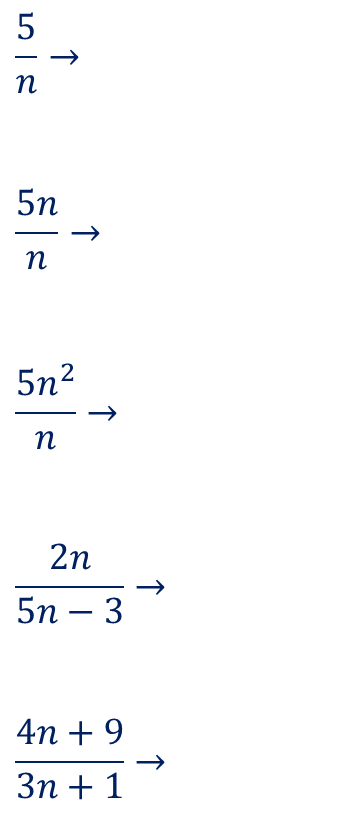 5/n →
5n/n →
5n²/n →
2n/(5n − 3) →
(4n + 9)/(3n + 1) →